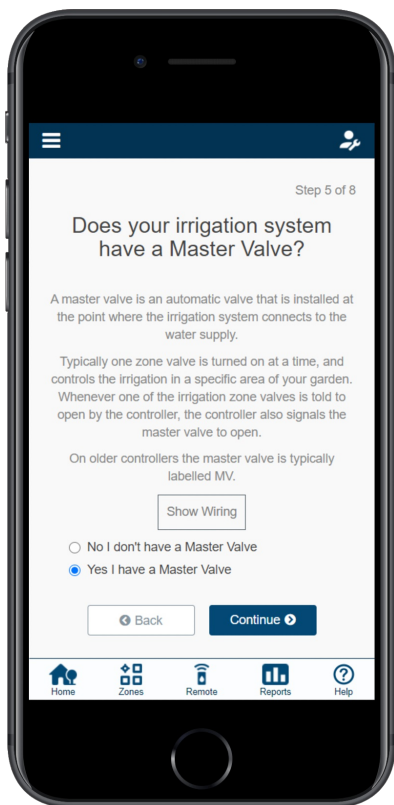 Step 5 of 8
Does your irrigation system
have a Master Valve?
A master valve is an automatic valve that is installed at
the point where the irrigation system connects to the
water supply.
Typically one zone valve is turned on at a time, and
controls the irrigation in a specific area of your garden.
Whenever one of the irrigation zone valves is told to
open by the controller, the controller also signals the
master valve to open.
On older controllers the master valve is typically
labelled MV.
Show Wiring
No I don't have a Master Valve
Yes I have a Master Valve
Back
Continue
Home
Zones
Remote
Reports
Help